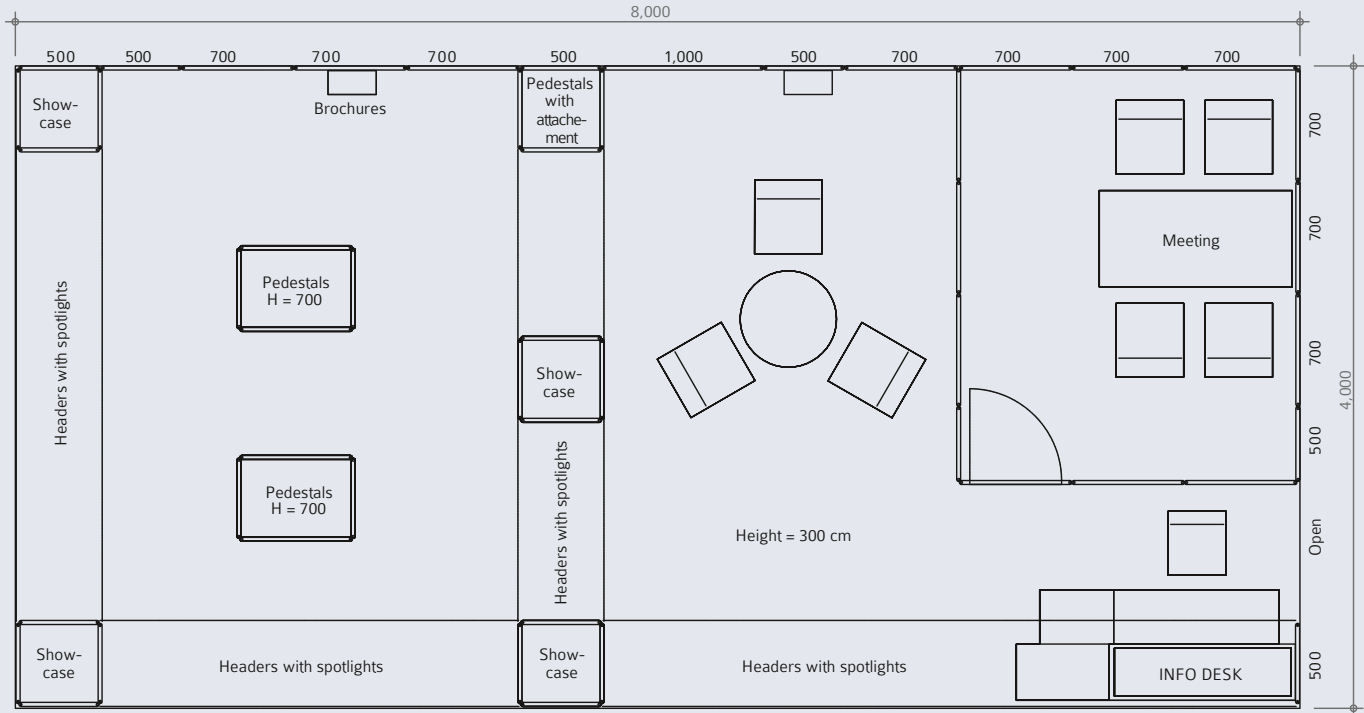 8,000
500 500 700 700 700 500 1,000 500 700 700 700 700
Show-
case
Brochures
Pedestals
with
attache-
ment
700
Meeting
700
Pedestals
H = 700
Headers with spotlights
700
4,000
Show-
case
500
Pedestals
H = 700
Headers with spotlights
Height = 300 cm
Open
Show-
case
Headers with spotlights
Show-
case
Headers with spotlights
INFO DESK
500